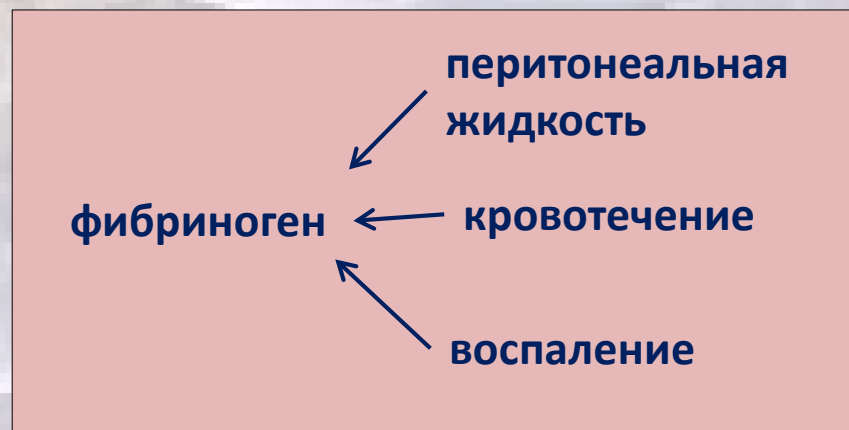 перитонеальная
жидкость
фибриноген
кровотечение
воспаление